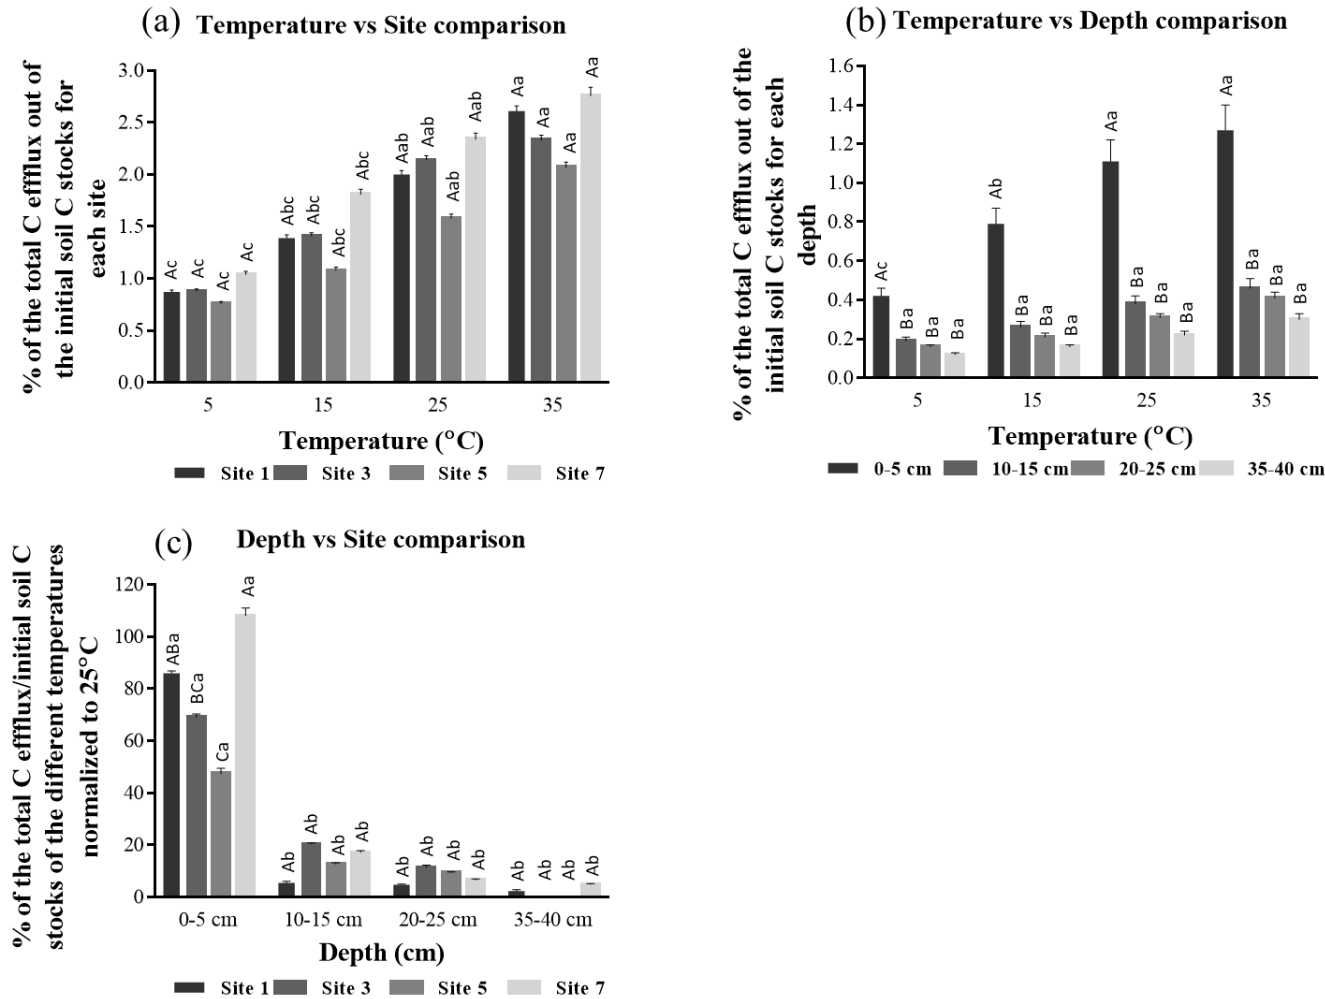 (a) Temperature vs Site comparison
% of the total C effflux out of
the initial soil C stocks for
each site
3.0
2.5
2.0
1.5
1.0
0.5
0.0
Ac Ac Ac Ac
Abc Abc Abc Abc
Aab Aab Aab Aab
Aa Aa Aa Aa
5 15 25 35
Temperature (°C)
Site 1 Site 3 Site 5 Site 7
(b) Temperature vs Depth comparison
% of the total C effflux out of the
initial soil C stocks for each
depth
1.6
1.4
1.2
1.0
0.8
0.6
0.4
0.2
0.0
Ac Ba Ba Ba
Ab Ba Ba Ba
Aa Ba Ba Ba
Aa Ba Ba Ba
5 15 25 35
Temperature (°C)
0-5 cm 10-15 cm 20-25 cm 35-40 cm
(c) Depth vs Site comparison
% of the total C effflux/initial soil C
stocks of the different temperatures
normalized to 25°C
120
100
80
60
40
20
0
ABa BCa Ca Aa
Ab Ab Ab Ab
Ab Ab Ab Ab
Ab Ab Ab Ab
0-5 cm 10-15 cm 20-25 cm 35-40 cm
Depth (cm)
Site 1 Site 3 Site 5 Site 7